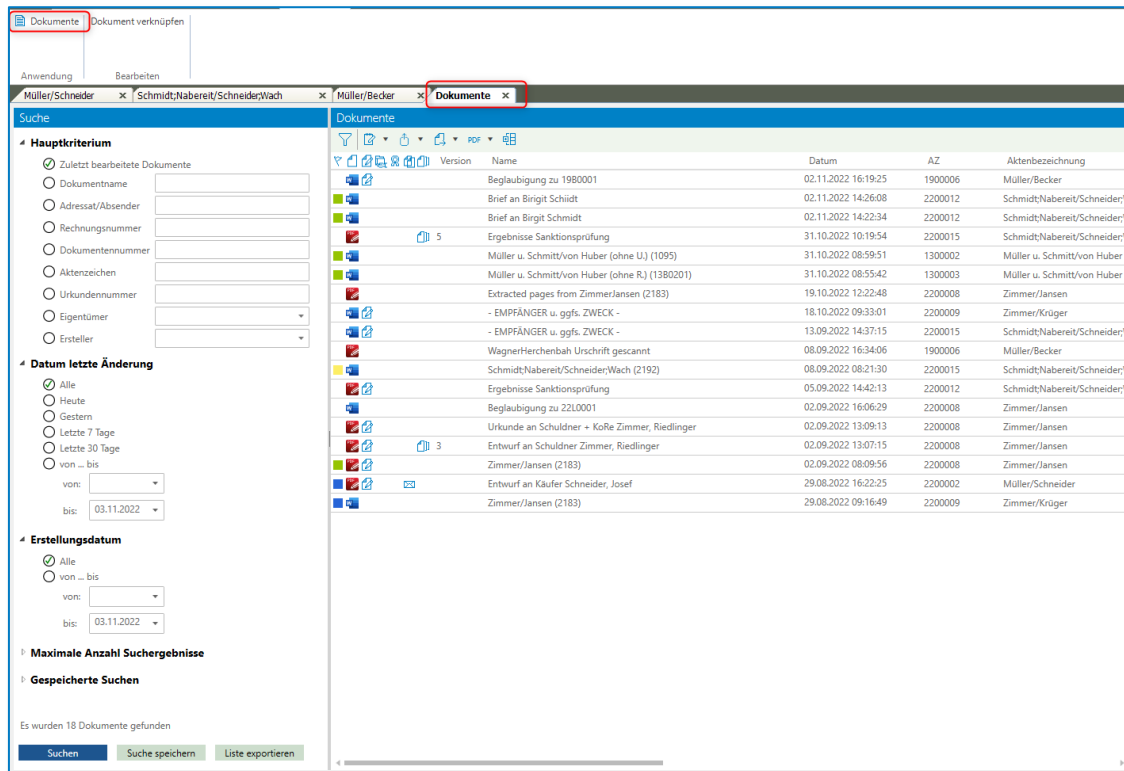 Dokumente Dokument verknüpfen
Anwendung Bearbeiten
Müller/Schneider × Schmidt;Nabereit/Schneider;Wach × Müller/Becker × Dokumente ×
Suche
Hauptkriterium
Zuletzt bearbeitete Dokumente
Dokumentname
Adressat/Absender
Rechnungsnummer
Dokumentennummer
Aktenzeichen
Urkundennummer
Eigentümer
Ersteller
Datum letzte Änderung
Alle
Heute
Gestern
Letzte 7 Tage
Letzte 30 Tage
von ... bis
von:
bis: 03.11.2022
Erstellungsdatum
Alle
von ... bis
von:
bis: 03.11.2022
Maximale Anzahl Suchergebnisse
Gespeicherte Suchen
Es wurden 18 Dokumente gefunden
Suchen Suche speichern Liste exportieren
Dokumente
PDF
Version Name Datum AZ Aktenbezeichnung
Beglaubigung zu 19B0001 02.11.2022 16:19:25 1900006 Müller/Becker
Brief an Birigit Schiidt 02.11.2022 14:26:08 2200012 Schmidt;Nabereit/Schneider;
Brief an Birgit Schmidt 02.11.2022 14:22:34 2200012 Schmidt;Nabereit/Schneider;
5 Ergebnisse Sanktionsprüfung 31.10.2022 10:19:54 2200015 Schmidt;Nabereit/Schneider;
Müller u. Schmitt/von Huber (ohne U.) (1095) 31.10.2022 08:59:51 1300002 Müller u. Schmitt/von Huber
Müller u. Schmitt/von Huber (ohne R.) (13B0201) 31.10.2022 08:55:42 1300003 Müller u. Schmitt/von Huber
Extracted pages from ZimmerJansen (2183) 19.10.2022 12:22:48 2200008 Zimmer/Jansen
- EMPFÄNGER u. ggfs. ZWECK - 18.10.2022 09:33:01 2200009 Zimmer/Krüger
- EMPFÄNGER u. ggfs. ZWECK - 13.09.2022 14:37:15 2200015 Schmidt;Nabereit/Schneider;
WagnerHerchenbah Urschrift gescannt 08.09.2022 16:34:06 1900006 Müller/Becker
Schmidt;Nabereit/Schneider;Wach (2192) 08.09.2022 08:21:30 2200015 Schmidt;Nabereit/Schneider;
Ergebnisse Sanktionsprüfung 05.09.2022 14:42:13 2200012 Schmidt;Nabereit/Schneider;
Beglaubigung zu 22L0001 02.09.2022 16:06:29 2200008 Zimmer/Jansen
Urkunde an Schuldner + KoRe Zimmer, Riedlinger 02.09.2022 13:09:13 2200008 Zimmer/Jansen
3 Entwurf an Schuldner Zimmer, Riedlinger 02.09.2022 13:07:15 2200008 Zimmer/Jansen
Zimmer/Jansen (2183) 02.09.2022 08:09:56 2200008 Zimmer/Jansen
Entwurf an Käufer Schneider, Josef 29.08.2022 16:22:25 2200002 Müller/Schneider
Zimmer/Jansen (2183) 29.08.2022 09:16:49 2200009 Zimmer/Krüger